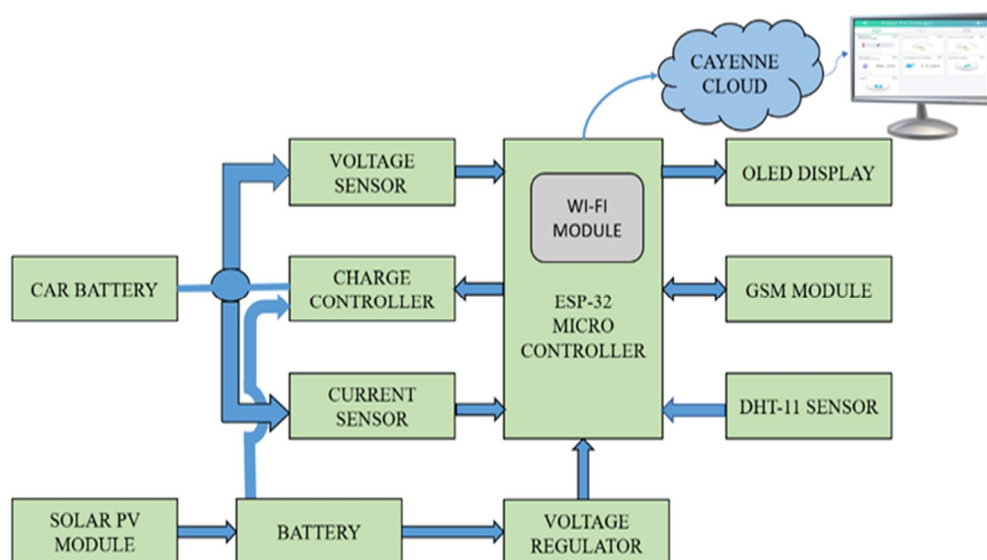 CAYENNE
CLOUD
VOLTAGE
SENSOR
WI-FI
MODULE
OLED DISPLAY
CAR BATTERY
CHARGE
CONTROLLER
ESP-32
MICRO
CONTROLLER
GSM MODULE
CURRENT
SENSOR
DHT-11 SENSOR
SOLAR PV
MODULE
BATTERY
VOLTAGE
REGULATOR